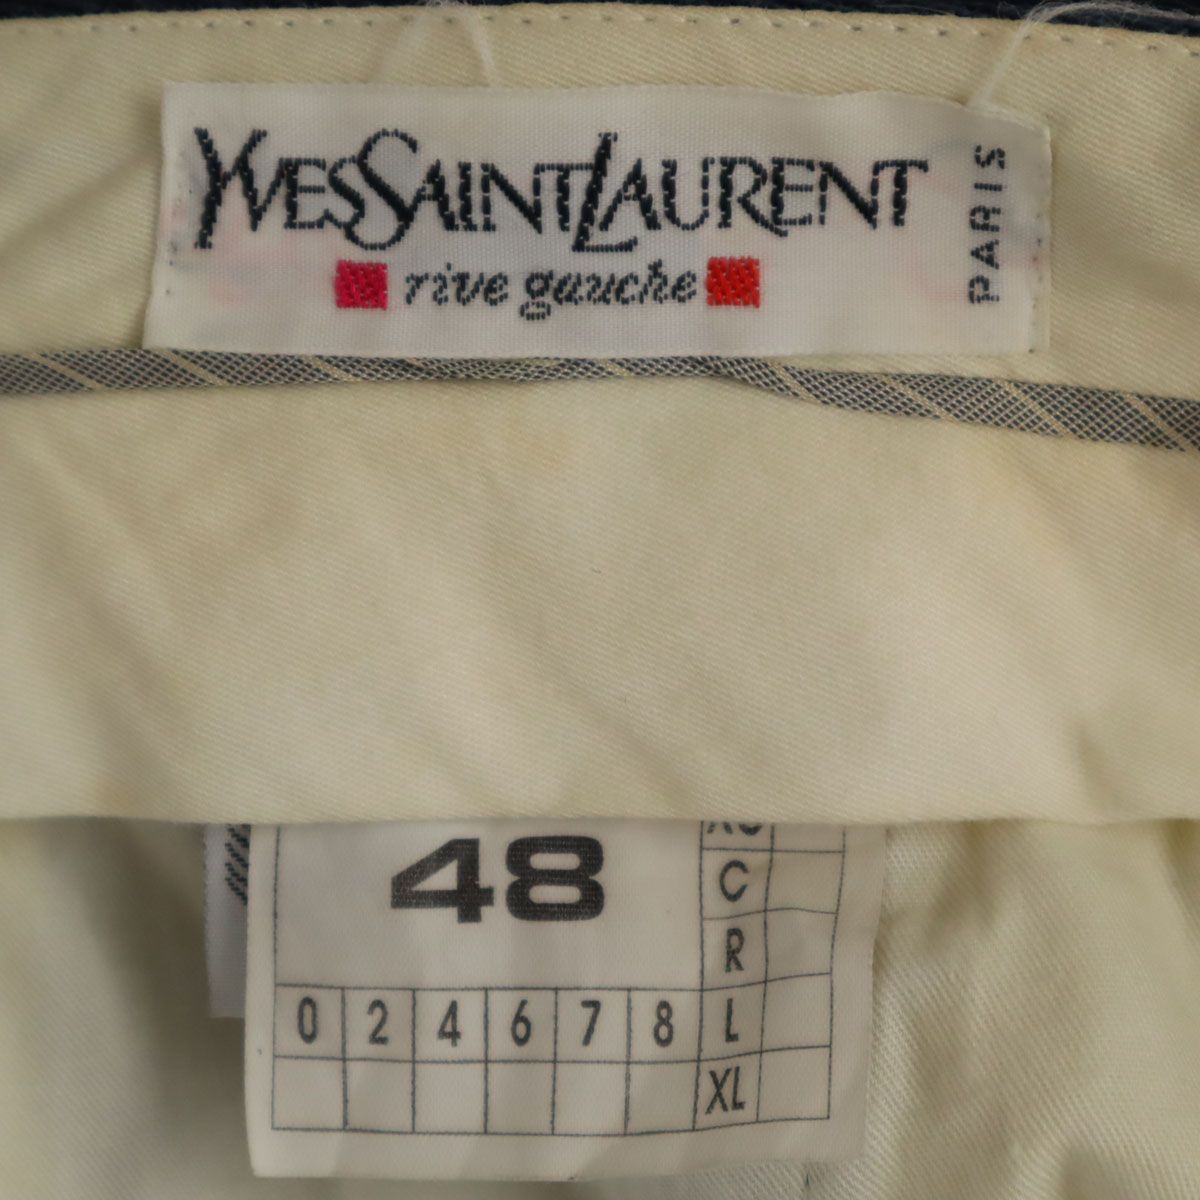 YVESSAINTLAURENT
rive gauche
PARIS
48
C
R
0 2 4 6 7 8 L
XL